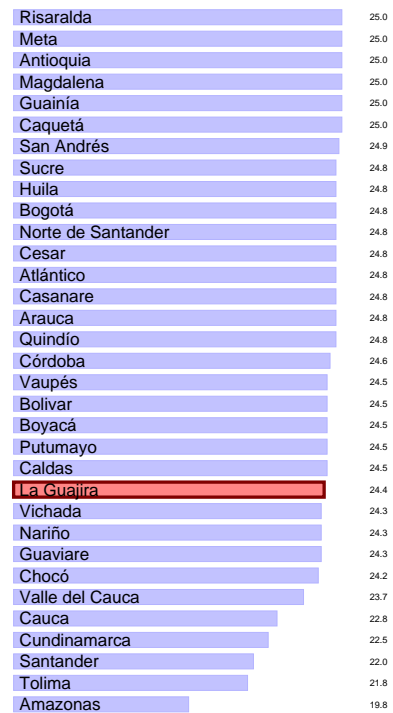 Risaralda 25.0
Meta 25.0
Antioquia 25.0
Magdalena 25.0
Guainía 25.0
Caquetá 25.0
San Andrés 24.9
Sucre 24.8
Huila 24.8
Bogotá 24.8
Norte de Santander 24.8
Cesar 24.8
Atlántico 24.8
Casanare 24.8
Arauca 24.8
Quindío 24.8
Córdoba 24.6
Vaupés 24.5
Bolivar 24.5
Boyacá 24.5
Putumayo 24.5
Caldas 24.5
La Guajira 24.4
Vichada 24.3
Nariño 24.3
Guaviare 24.3
Chocó 24.2
Valle del Cauca 23.7
Cauca 22.8
Cundinamarca 22.5
Santander 22.0
Tolima 21.8
Amazonas 19.8